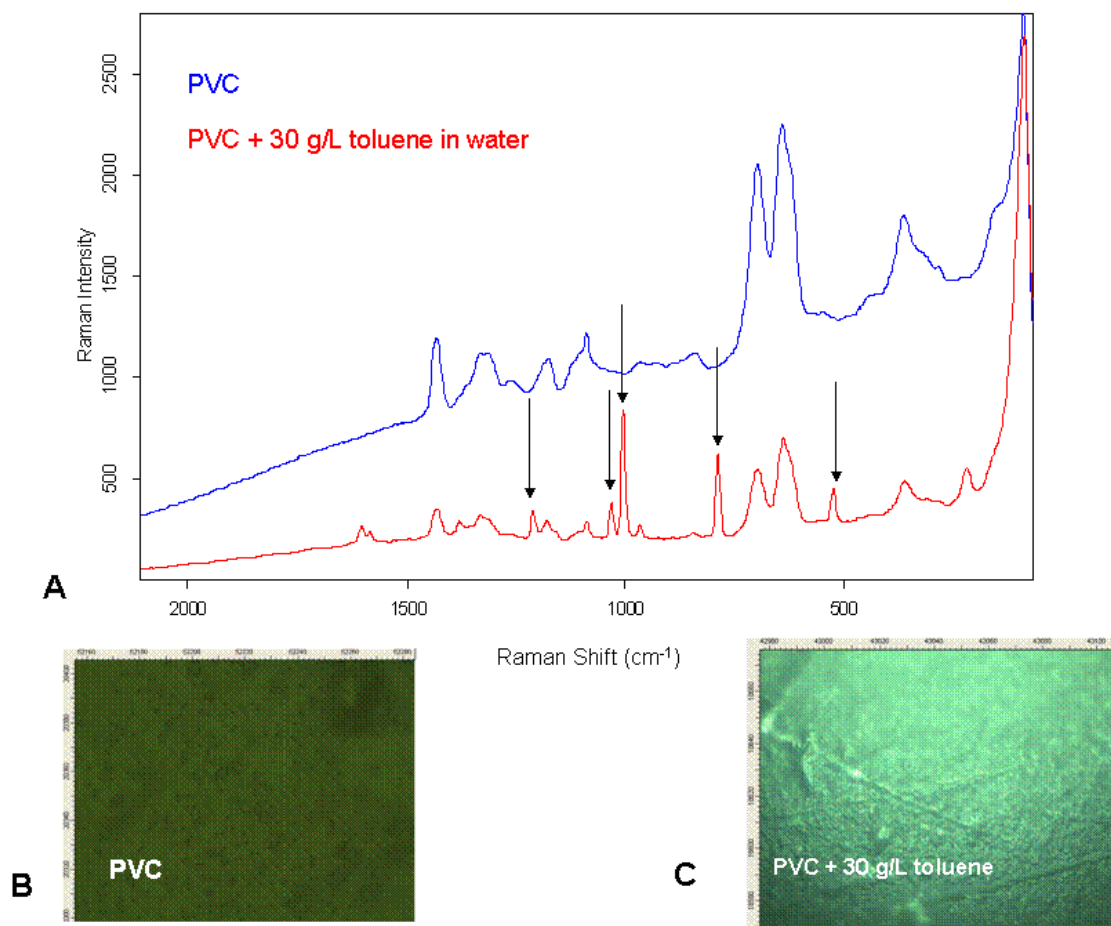 PVC
PVC + 30 g/L toluene in water
2500
2000
1500
1000
500
Raman Intensity
A
2000
1500
1000
500
Raman Shift (cm⁻¹)
B
PVC
C
PVC + 30 g/L toluene